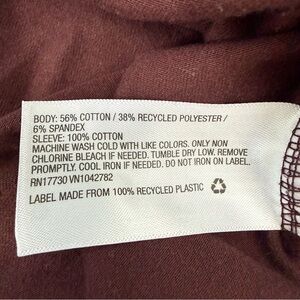 BODY: 56% COTTON / 38% RECYCLED POLYESTER /
6% SPANDEX
SLEEVE: 100% COTTON
MACHINE WASH COLD WITH LIKE COLORS. ONLY NON
CHLORINE BLEACH IF NEEDED. TUMBLE DRY LOW. REMOVE
PROMPTLY. COOL IRON IF NEEDED. DO NOT IRON ON LABEL.
RN17730 VN1042782
LABEL MADE FROM 100% RECYCLED PLASTIC